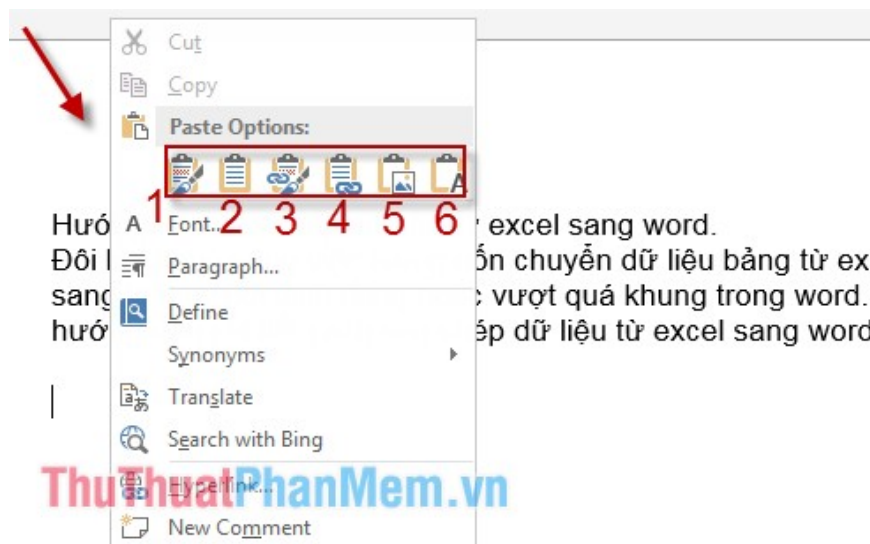 Cut
Copy
Paste Options:
1 2 3 4 5 6
Font...
Paragraph...
Define
Synonyms
Translate
Search with Bing
Hyperlink...
New Comment
Hướ excel sang word.
Đôi ốn chuyển dữ liệu bảng từ ex
sang vượt quá khung trong word.
hướ ép dữ liệu từ excel sang word
ThuThuatPhanMem.vn